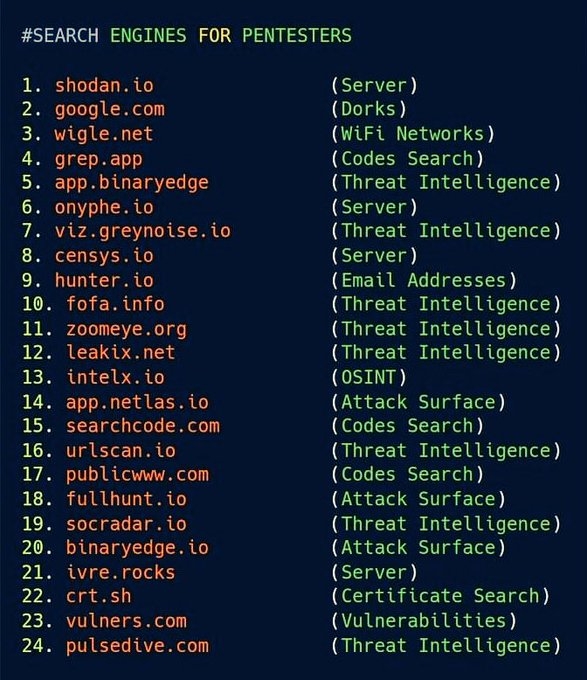 #SEARCH ENGINES FOR PENTESTERS
1. shodan.io (Server)
2. google.com (Dorks)
3. wigle.net (WiFi Networks)
4. grep.app (Codes Search)
5. app.binaryedge (Threat Intelligence)
6. onyphe.io (Server)
7. viz.greynoise.io (Threat Intelligence)
8. censys.io (Server)
9. hunter.io (Email Addresses)
10. fofa.info (Threat Intelligence)
11. zoomeye.org (Threat Intelligence)
12. leakix.net (Threat Intelligence)
13. intelx.io (OSINT)
14. app.netlas.io (Attack Surface)
15. searchcode.com (Codes Search)
16. urlscan.io (Threat Intelligence)
17. publicwww.com (Codes Search)
18. fullhunt.io (Attack Surface)
19. socradar.io (Threat Intelligence)
20. binaryedge.io (Attack Surface)
21. ivre.rocks (Server)
22. crt.sh (Certificate Search)
23. vulners.com (Vulnerabilities)
24. pulsedive.com (Threat Intelligence)